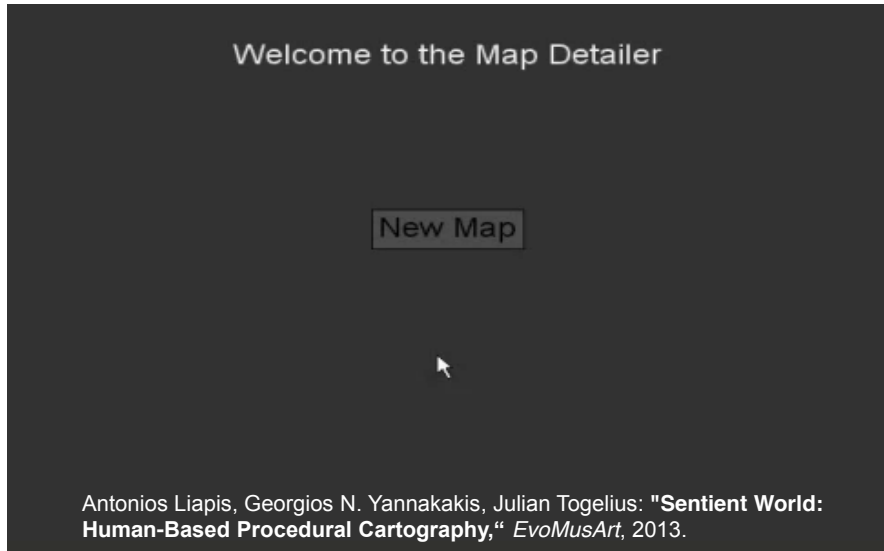 Welcome to the Map Detailer
New Map
Antonios Liapis, Georgios N. Yannakakis, Julian Togelius: "Sentient World:
Human-Based Procedural Cartography,“ EvoMusArt, 2013.